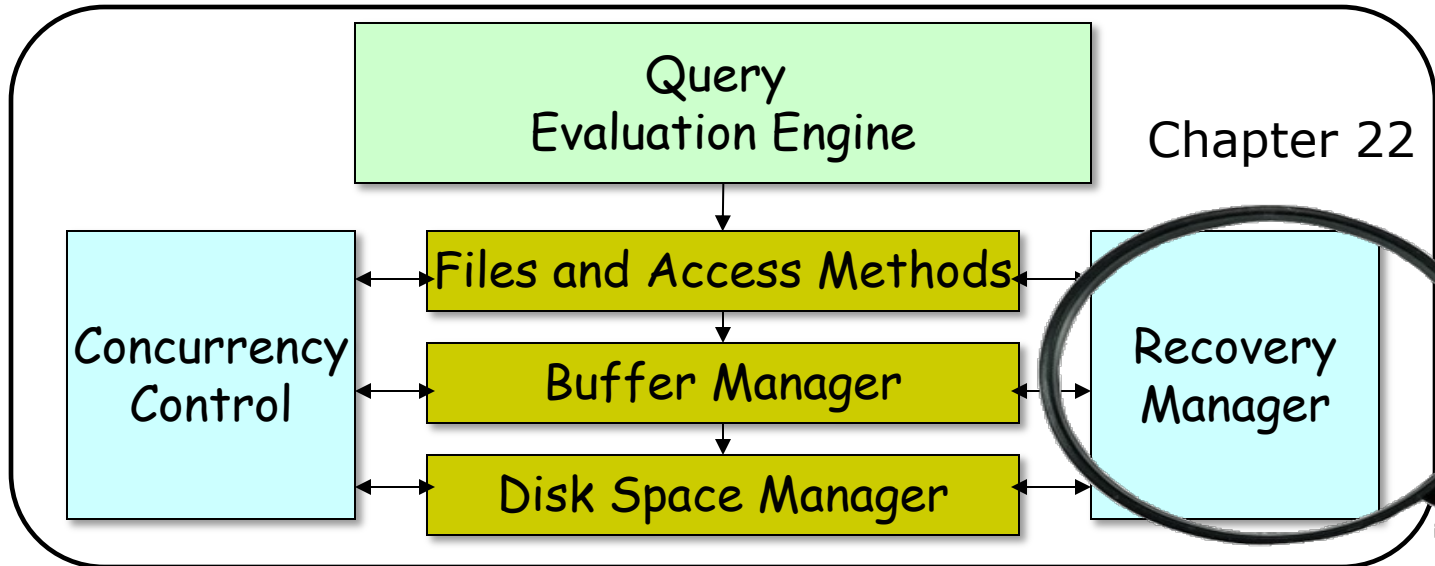 Query
Evaluation Engine
Chapter 22
Files and Access Methods
Concurrency
Control
Buffer Manager
Recovery
Manager
Disk Space Manager